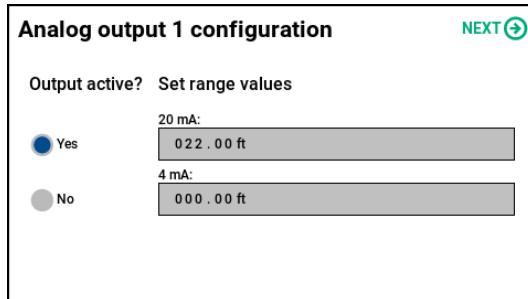 Analog output 1 configuration NEXT
Output active? Set range values
20 mA:
Yes 022.00 ft
4 mA:
No 000.00 ft